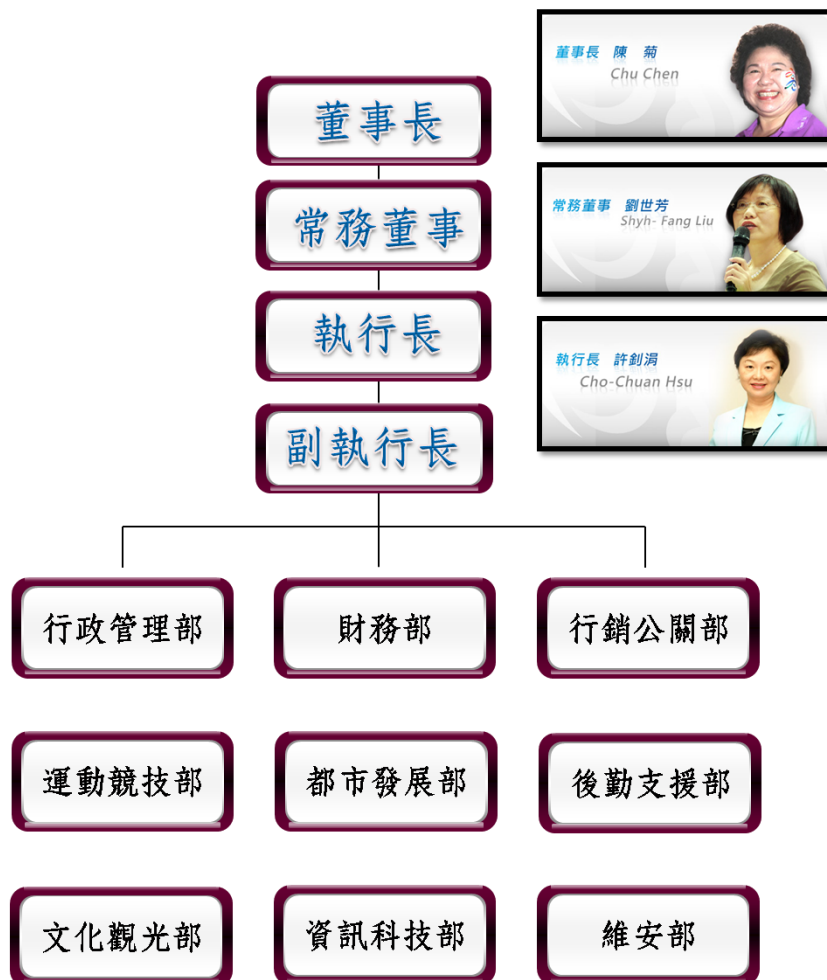 董事長 陳 菊
Chu Chen
董事長
常務董事 劉世芳
Shyh- Fang Liu
常務董事
執行長 許釗涓
Cho-Chuan Hsu
執行長
副執行長
行政管理部
財務部
行銷公關部
運動競技部
都市發展部
後勤支援部
文化觀光部
資訊科技部
維安部